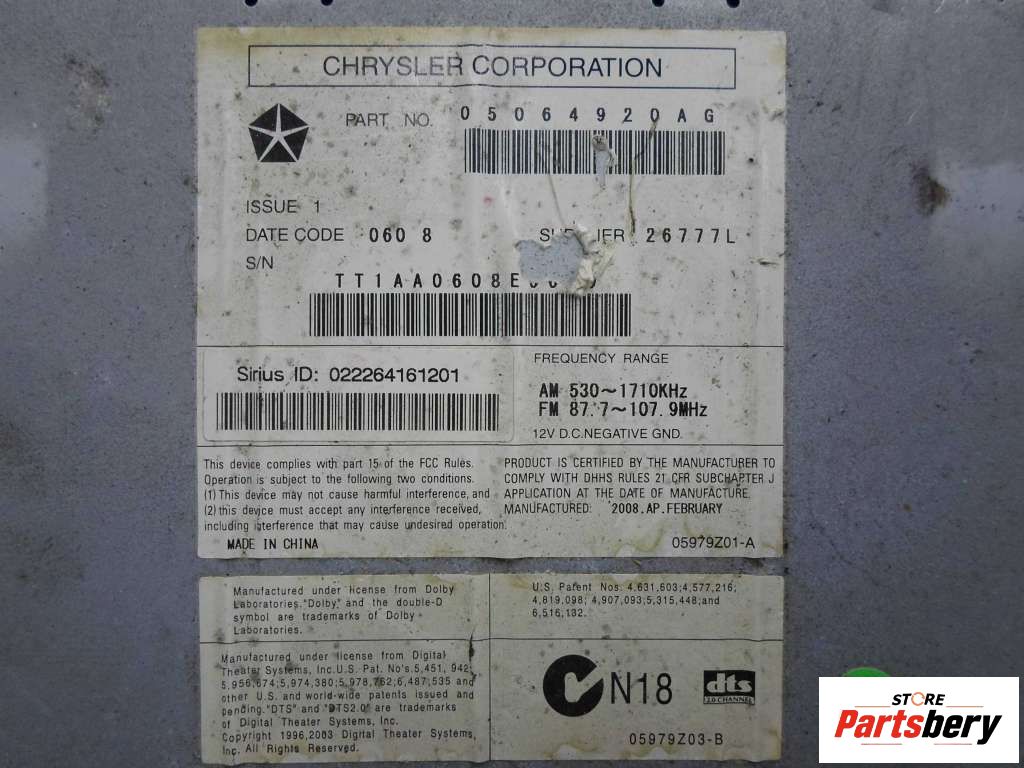 CHRYSLER CORPORATION
PART NO. 05064920AG
ISSUE 1
DATE CODE 060 8 26777L
S/N
Sirius ID: 022264161201
FREQUENCY RANGE
AM 530~1710KHz
FM 87.7~107.9MHz
12V D.C.NEGATIVE GND.
This device complies with part 15 of the FCC Rules.
Operation is subject to the following two conditions.
(1) This device may not cause harmful interference, and
(2) this device must accept any interference received,
including interference that may cause undesired operation.
MADE IN CHINA
PRODUCT IS CERTIFIED BY THE MANUFACTURER TO
COMPLY WITH DHHS RULES 21 CFR SUBCHAPTER J
APPLICATION AT THE DATE OF MANUFACTURE.
MANUFACTURED: 2008.AP.FEBRUARY
05979Z01-A
Manufactured under license from Dolby
Laboratories."Dolby," and the double-D
symbol are trademarks of Dolby
Laboratories.
U.S. Patent Nos. 4,631,603;4,577,216;
4,819,098; 4,907,093;5,315,448;and
6,516,132.
Manufactured under license from Digital
Theater Systems, Inc.U.S. Pat. No's.5,451, 942;
5,956,674;5,974,380;5,978,762;6,487;535 and
other U.S. and world-wide patents issued and
pending."DTS" and "DTS2.0" are trademarks
of Digital Theater Systems, Inc.
Copyright 1996,2003 Digital Theater Systems,
Inc. All Rights Reserved.
N18
dts
2.0 CHANNEL
05979Z03-B
STORE
Partsbery